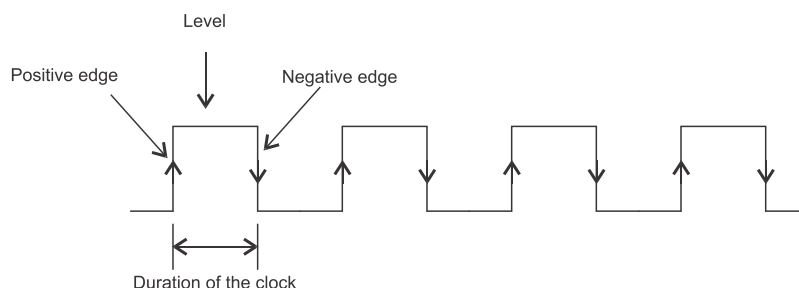 Level
Positive edge
Negative edge
Duration of the clock